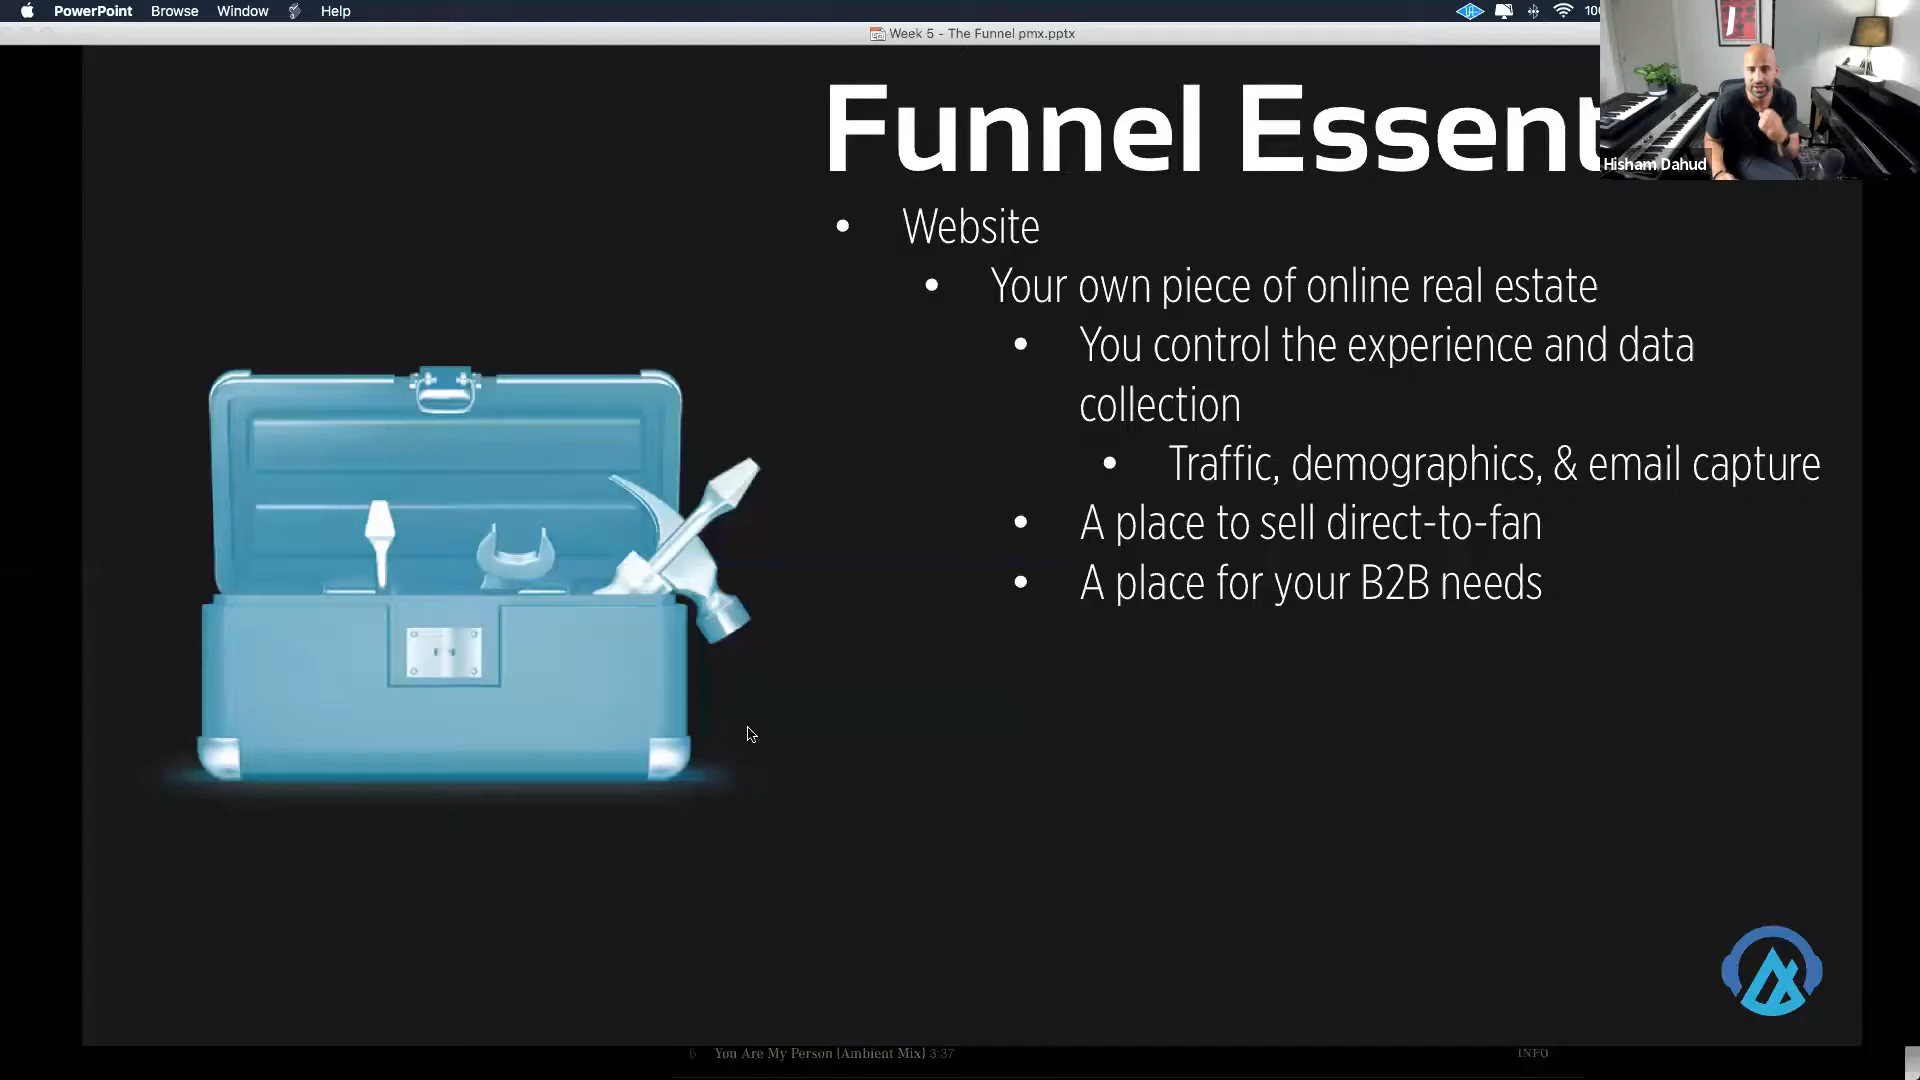 PowerPoint Browse Window Help
Week 5 - The Funnel pmx.pptx
Hisham Dahud
Funnel Essent
• Website
• Your own piece of online real estate
• You control the experience and data
collection
• Traffic, demographics, & email capture
• A place to sell direct-to-fan
• A place for your B2B needs
6 You Are My Person (Ambient Mix) 3:37 INFO